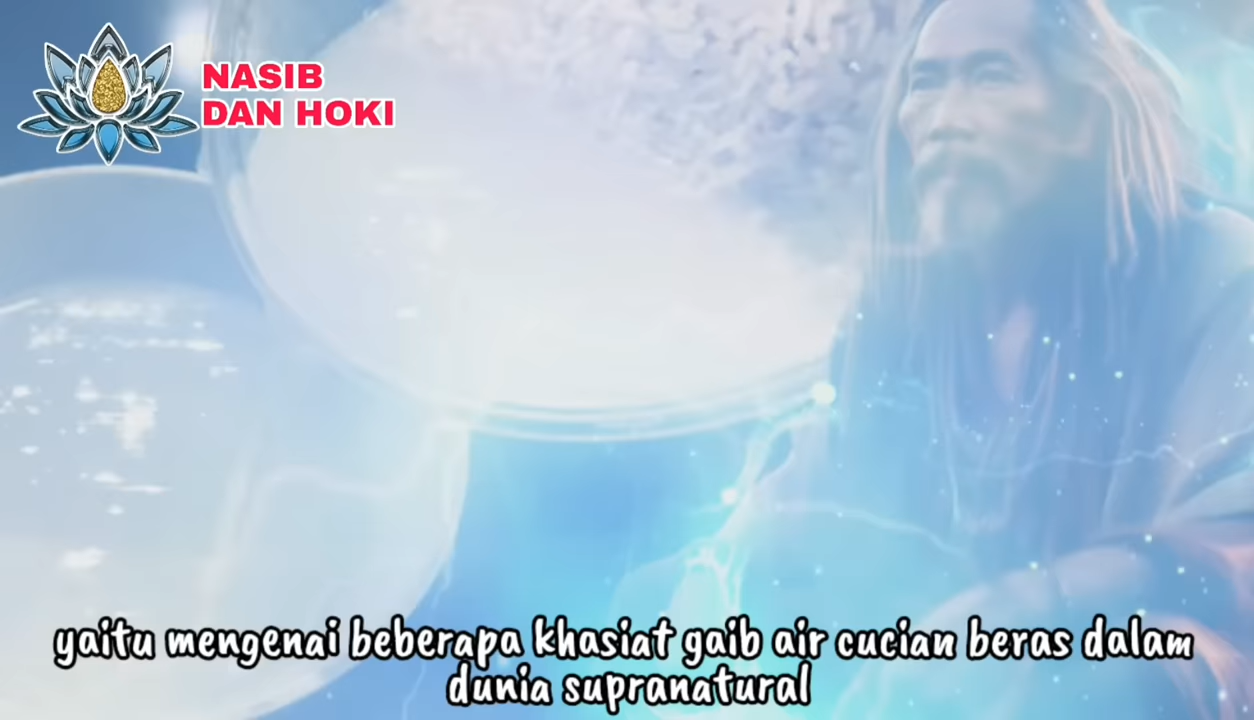 NASIB
DAN HOKI
yaitu mengenai beberapa khasiat gaib air cucian beras dalam
dunia supranatural